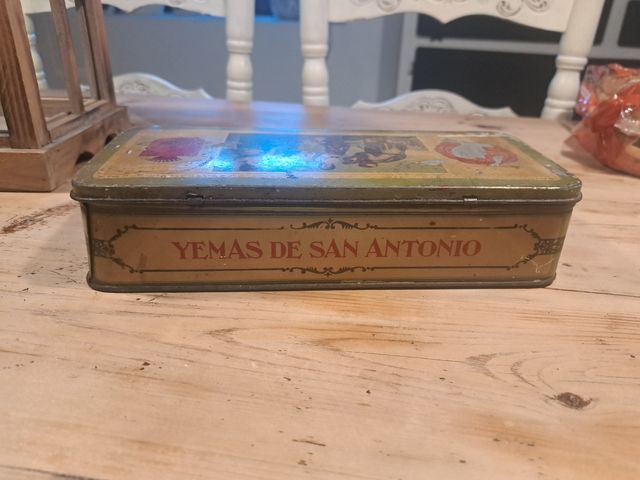 YEMAS DE SAN ANTONIO